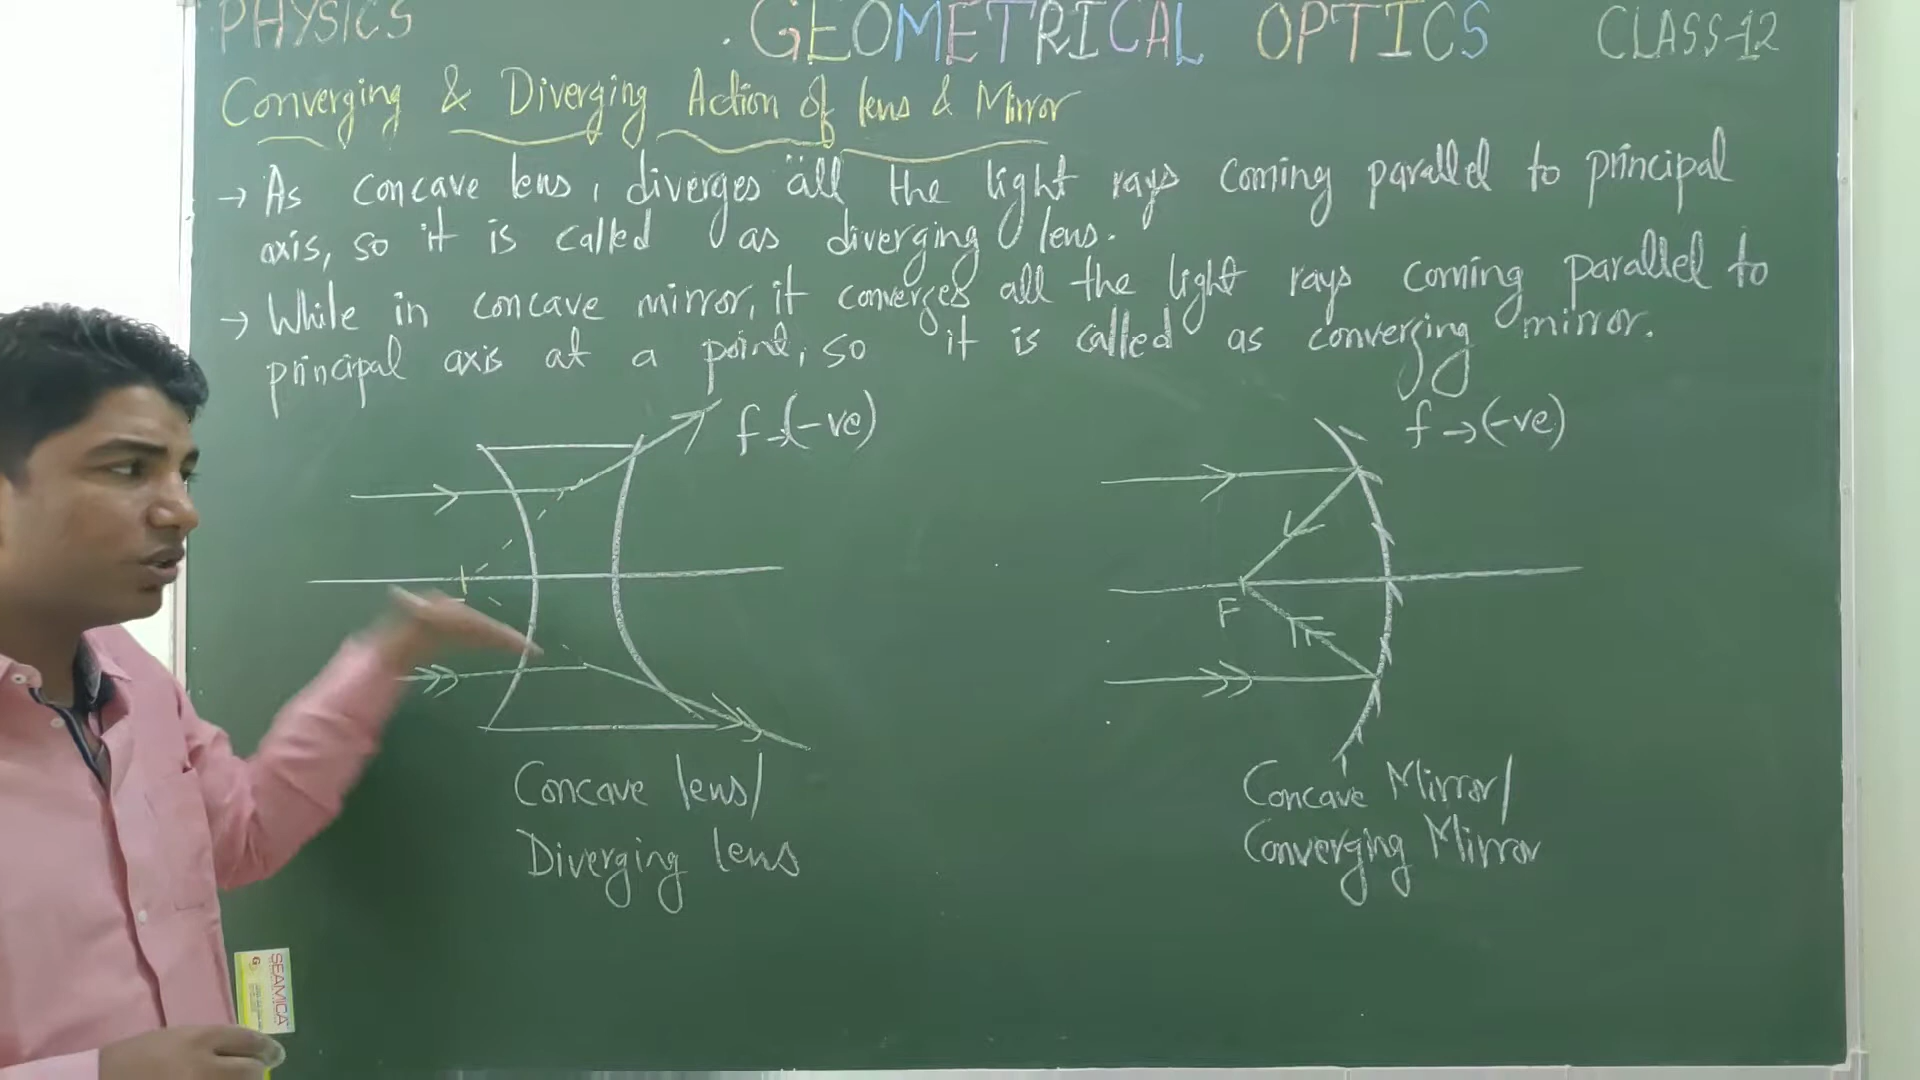 PHYSICS GEOMETRICAL OPTICS CLASS-12
Converging & Diverging Action of lens & Mirror
→ As concave lens, diverges all the light rays coming parallel to principal
axis, so it is called as diverging lens.
→ While in concave mirror, it converges all the light rays coming parallel to
principal axis at a point, so it is called as converging mirror.
f→(-ve)
f→(-ve)
F
Concave lens/
Diverging lens
Concave Mirror/
Converging Mirror
SEAMICA
G